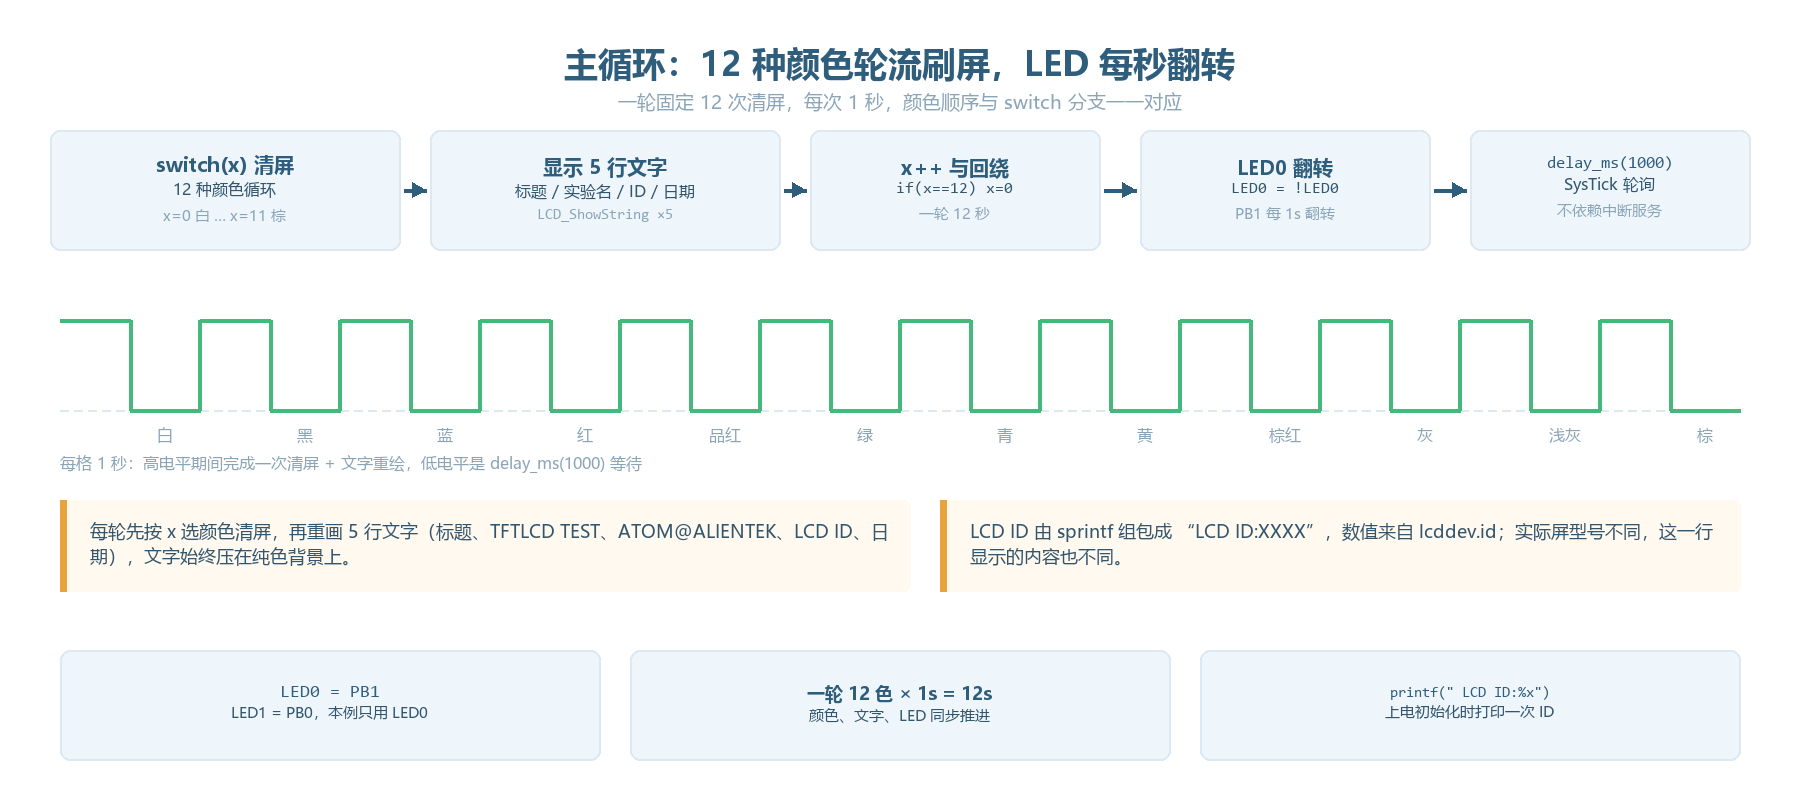 主循环：12 种颜色轮流刷屏，LED 每秒翻转
一轮固定 12 次清屏，每次 1 秒，颜色顺序与 switch 分支一一对应
switch(x) 清屏
12 种颜色循环
x=0 白 ... x=11 棕
显示 5 行文字
标题 / 实验名 / ID / 日期
LCD_ShowString ×5
x++ 与回绕
if(x==12) x=0
一轮 12 秒
LED0 翻转
LED0 = !LED0
PB1 每 1s 翻转
delay_ms(1000)
SysTick 轮询
不依赖中断服务
白 黑 蓝 红 品红 绿 青 黄 棕红 灰 浅灰 棕
每格 1 秒：高电平期间完成一次清屏 + 文字重绘，低电平是 delay_ms(1000) 等待
每轮先按 x 选颜色清屏，再重画 5 行文字（标题、TFTLCD TEST、ATOM@ALIENTEK、LCD ID、日
期），文字始终压在纯色背景上。
LCD ID 由 sprintf 组包成 “LCD ID:XXXX”，数值来自 lcddev.id；实际屏型号不同，这一行
显示的内容也不同。
LED0 = PB1
LED1 = PB0，本例只用 LED0
一轮 12 色 × 1s = 12s
颜色、文字、LED 同步推进
printf(" LCD ID:%x")
上电初始化时打印一次 ID